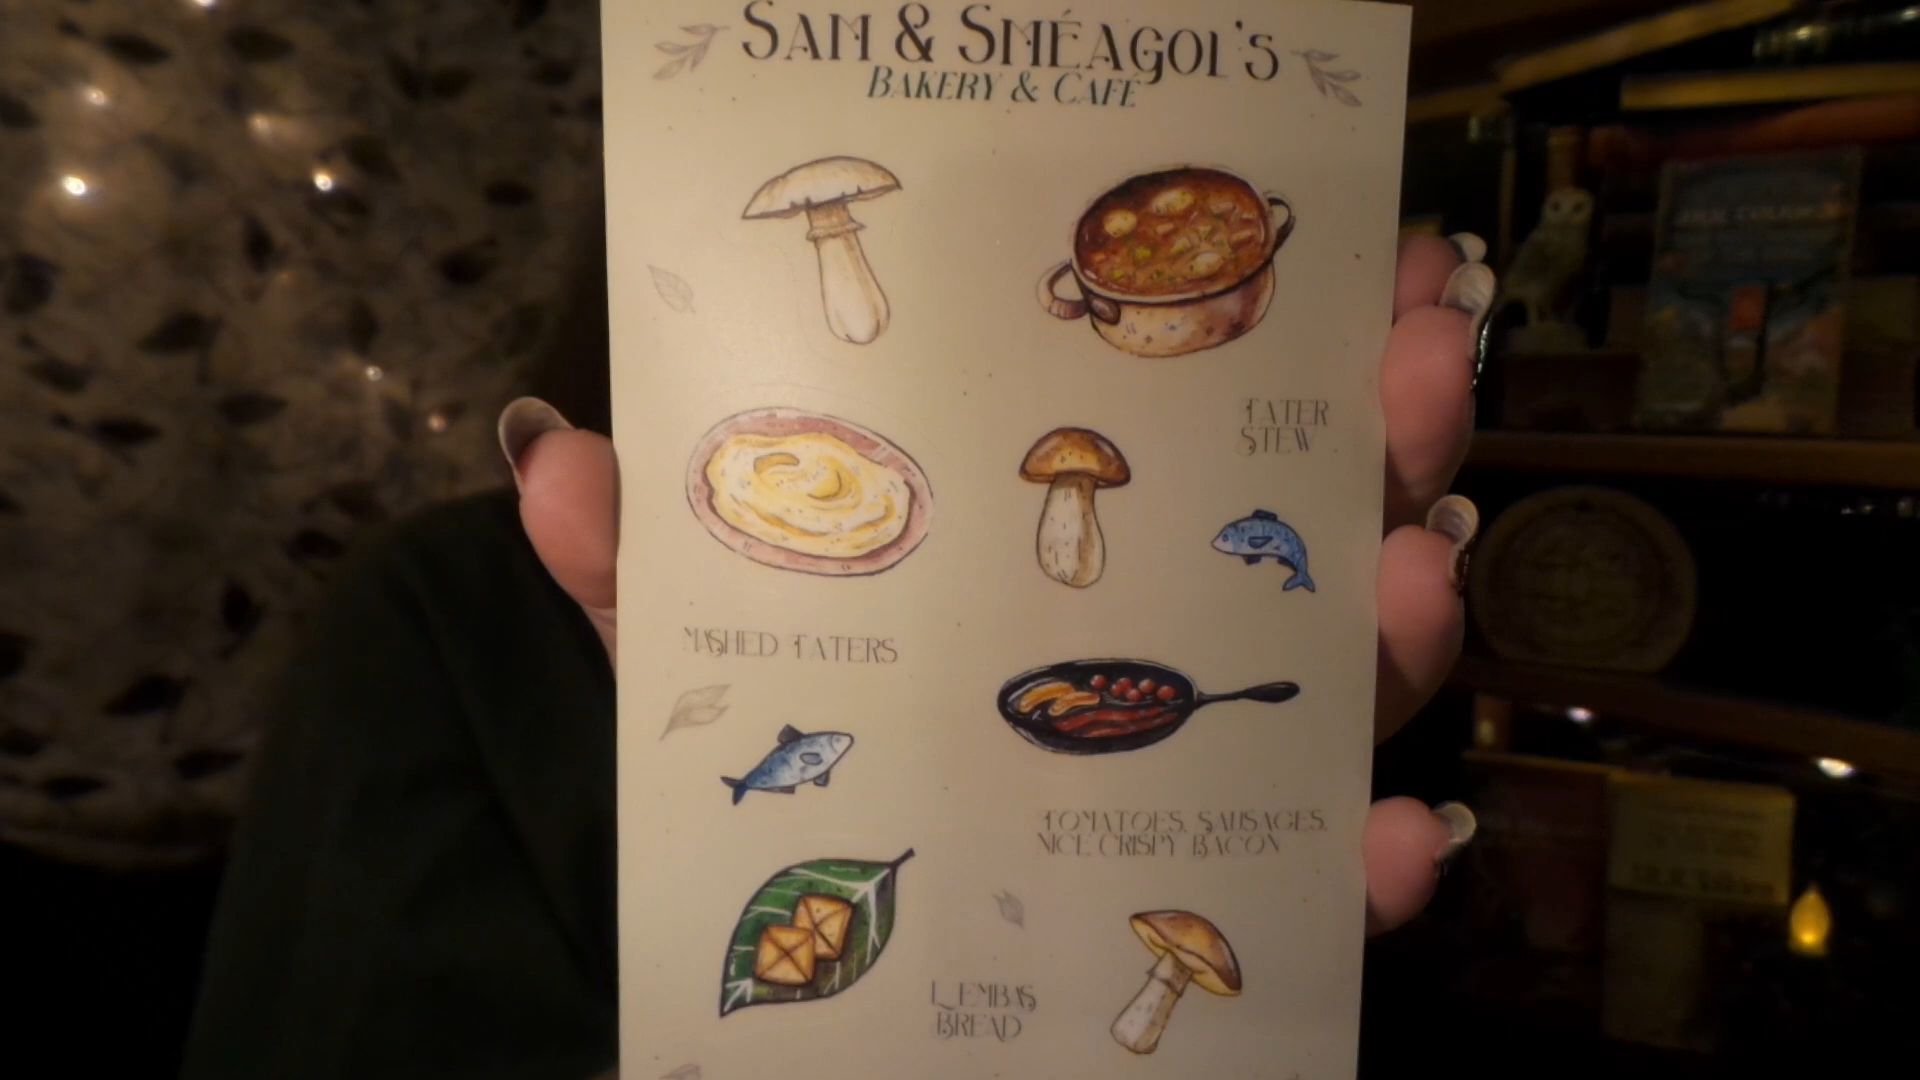 SAM & SMÉAGOL'S
BAKERY & CAFÉ
TATER
STEW
MASHED TATERS
TOMATOES, SAUSAGES,
NICE CRISPY BACON
LEMBAS
BREAD